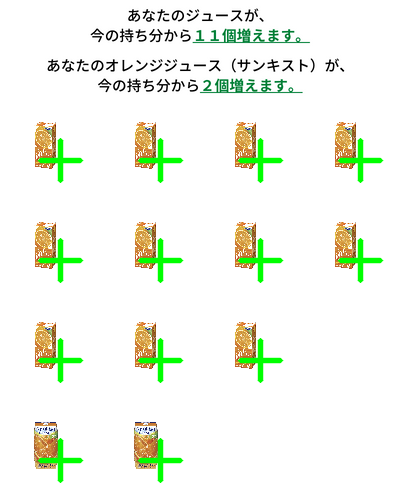 あなたのジュースが、
今の持ち分から１１個増えます。
あなたのオレンジジュース（サンキスト）が、
今の持ち分から２個増えます。